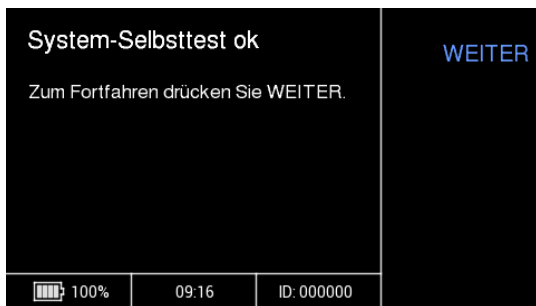 System-Selbsttest ok
WEITER
Zum Fortfahren drücken Sie WEITER.
100%
09:16
ID: 000000